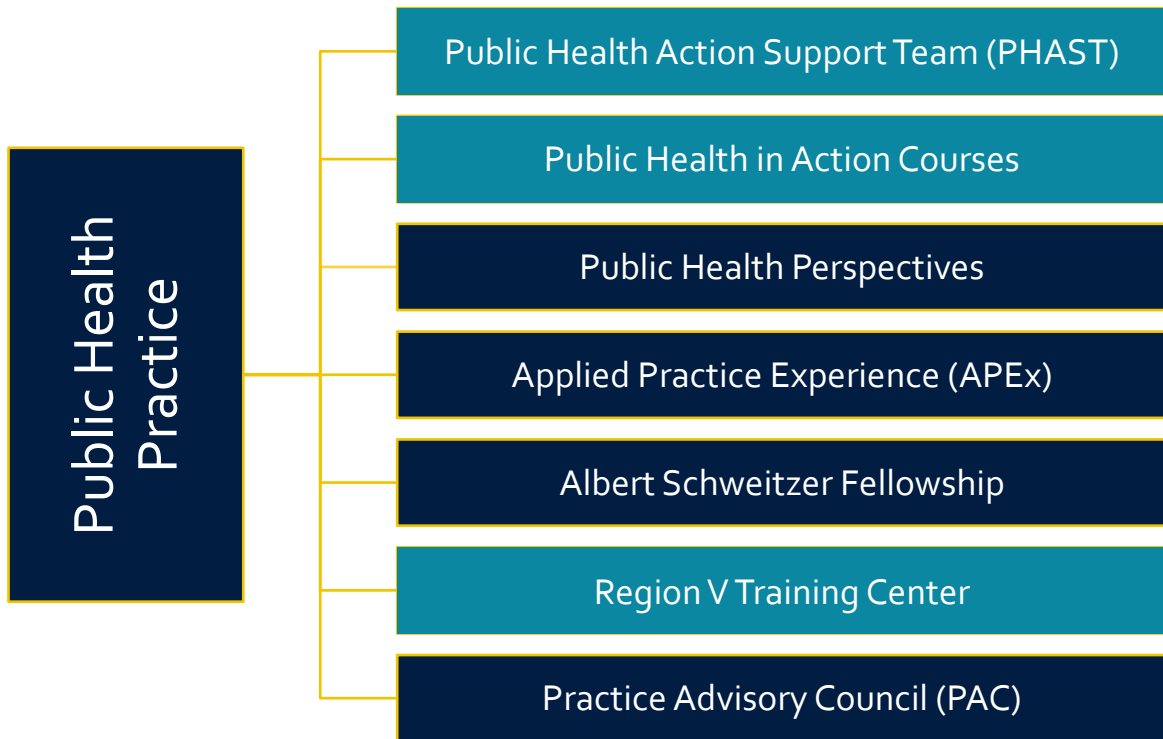 Public Health
Practice
Public Health Action Support Team (PHAST)
Public Health in Action Courses
Public Health Perspectives
Applied Practice Experience (APEx)
Albert Schweitzer Fellowship
Region V Training Center
Practice Advisory Council (PAC)